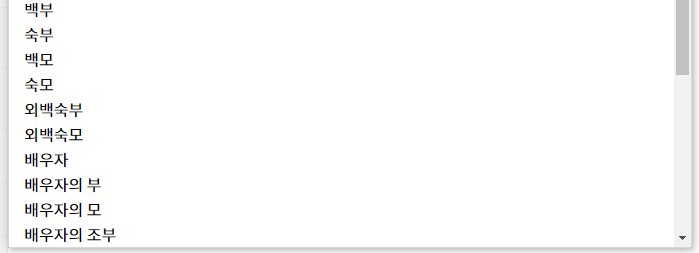 백부
숙부
백모
숙모
외백숙부
외백숙모
배우자
배우자의 부
배우자의 모
배우자의 조부